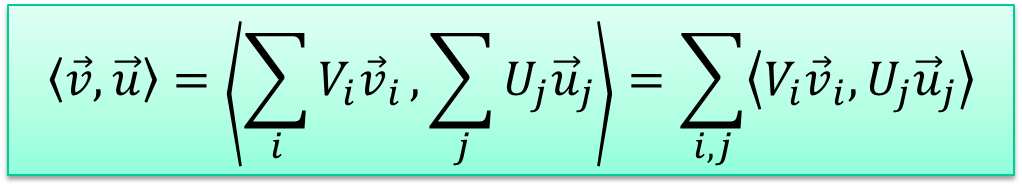 ⟨v⃗, u⃗⟩ = ⟨∑ᵢ Vᵢv⃗ᵢ , ∑ⱼ Uⱼu⃗ⱼ⟩ = ∑ᵢ,ⱼ⟨Vᵢv⃗ᵢ, Uⱼu⃗ⱼ⟩